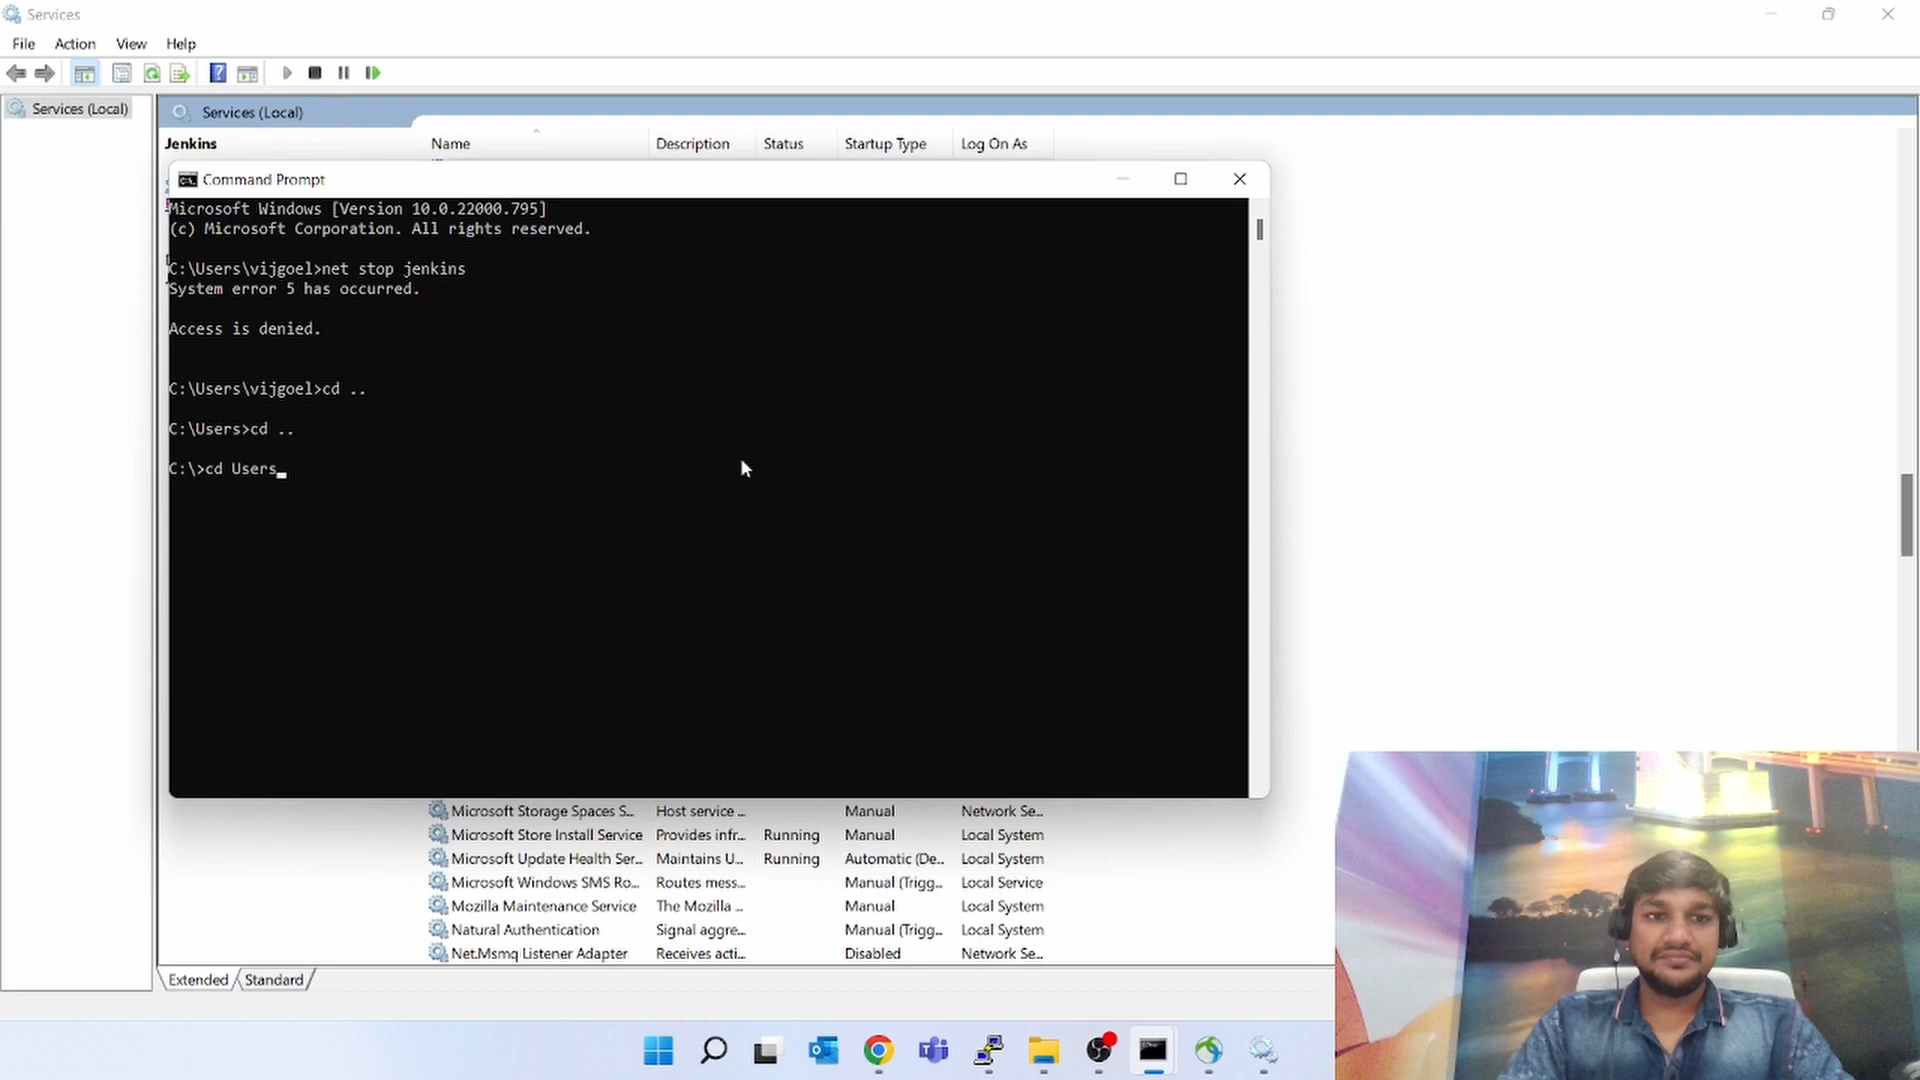 Services
File Action View Help
Services (Local)
Services (Local)
Jenkins
Name Description Status Startup Type Log On As
Command Prompt
Microsoft Windows [Version 10.0.22000.795]
(c) Microsoft Corporation. All rights reserved.
C:\Users\vijgoel>net stop jenkins
System error 5 has occurred.
Access is denied.
C:\Users\vijgoel>cd ..
C:\Users>cd ..
C:\>cd Users
Microsoft Storage Spaces S... Host service ... Manual Network Se...
Microsoft Store Install Service Provides infr... Running Manual Local System
Microsoft Update Health Ser... Maintains U... Running Automatic (De... Local System
Microsoft Windows SMS Ro... Routes mess... Manual (Trigg... Local Service
Mozilla Maintenance Service The Mozilla ... Manual Local System
Natural Authentication Signal aggre... Manual (Trigg... Local System
Net.Msmq Listener Adapter Receives acti... Disabled Network Se...
Extended Standard